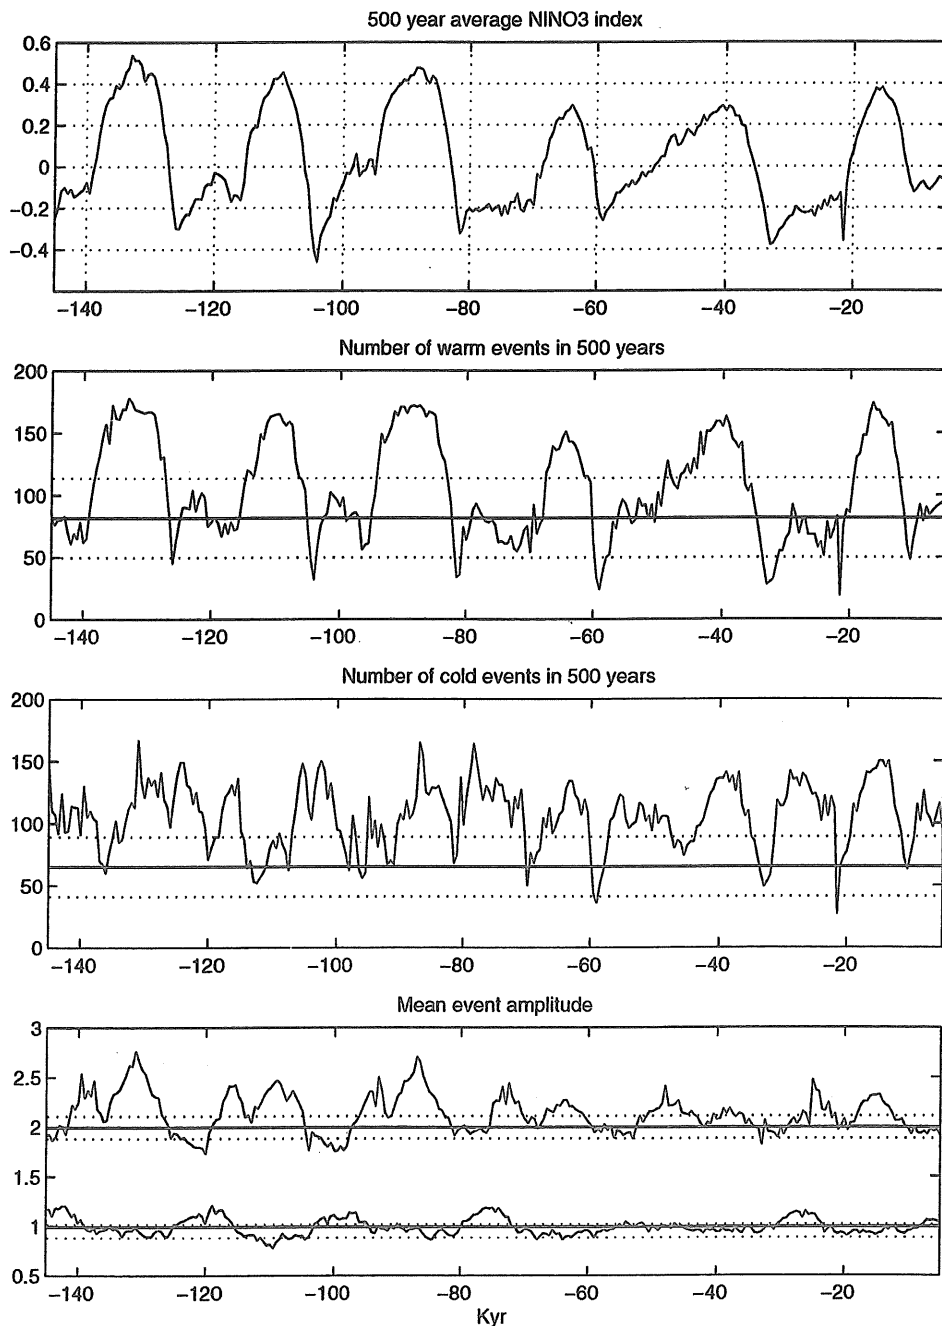 500 year average NINO3 index
0.6
0.4
0.2
0
−0.2
−0.4
−140 −120 −100 −80 −60 −40 −20
Number of warm events in 500 years
200
150
100
50
0
−140 −120 −100 −80 −60 −40 −20
Number of cold events in 500 years
200
150
100
50
0
−140 −120 −100 −80 −60 −40 −20
Mean event amplitude
3
2.5
2
1.5
1
0.5
−140 −120 −100 −80 −60 −40 −20
Kyr